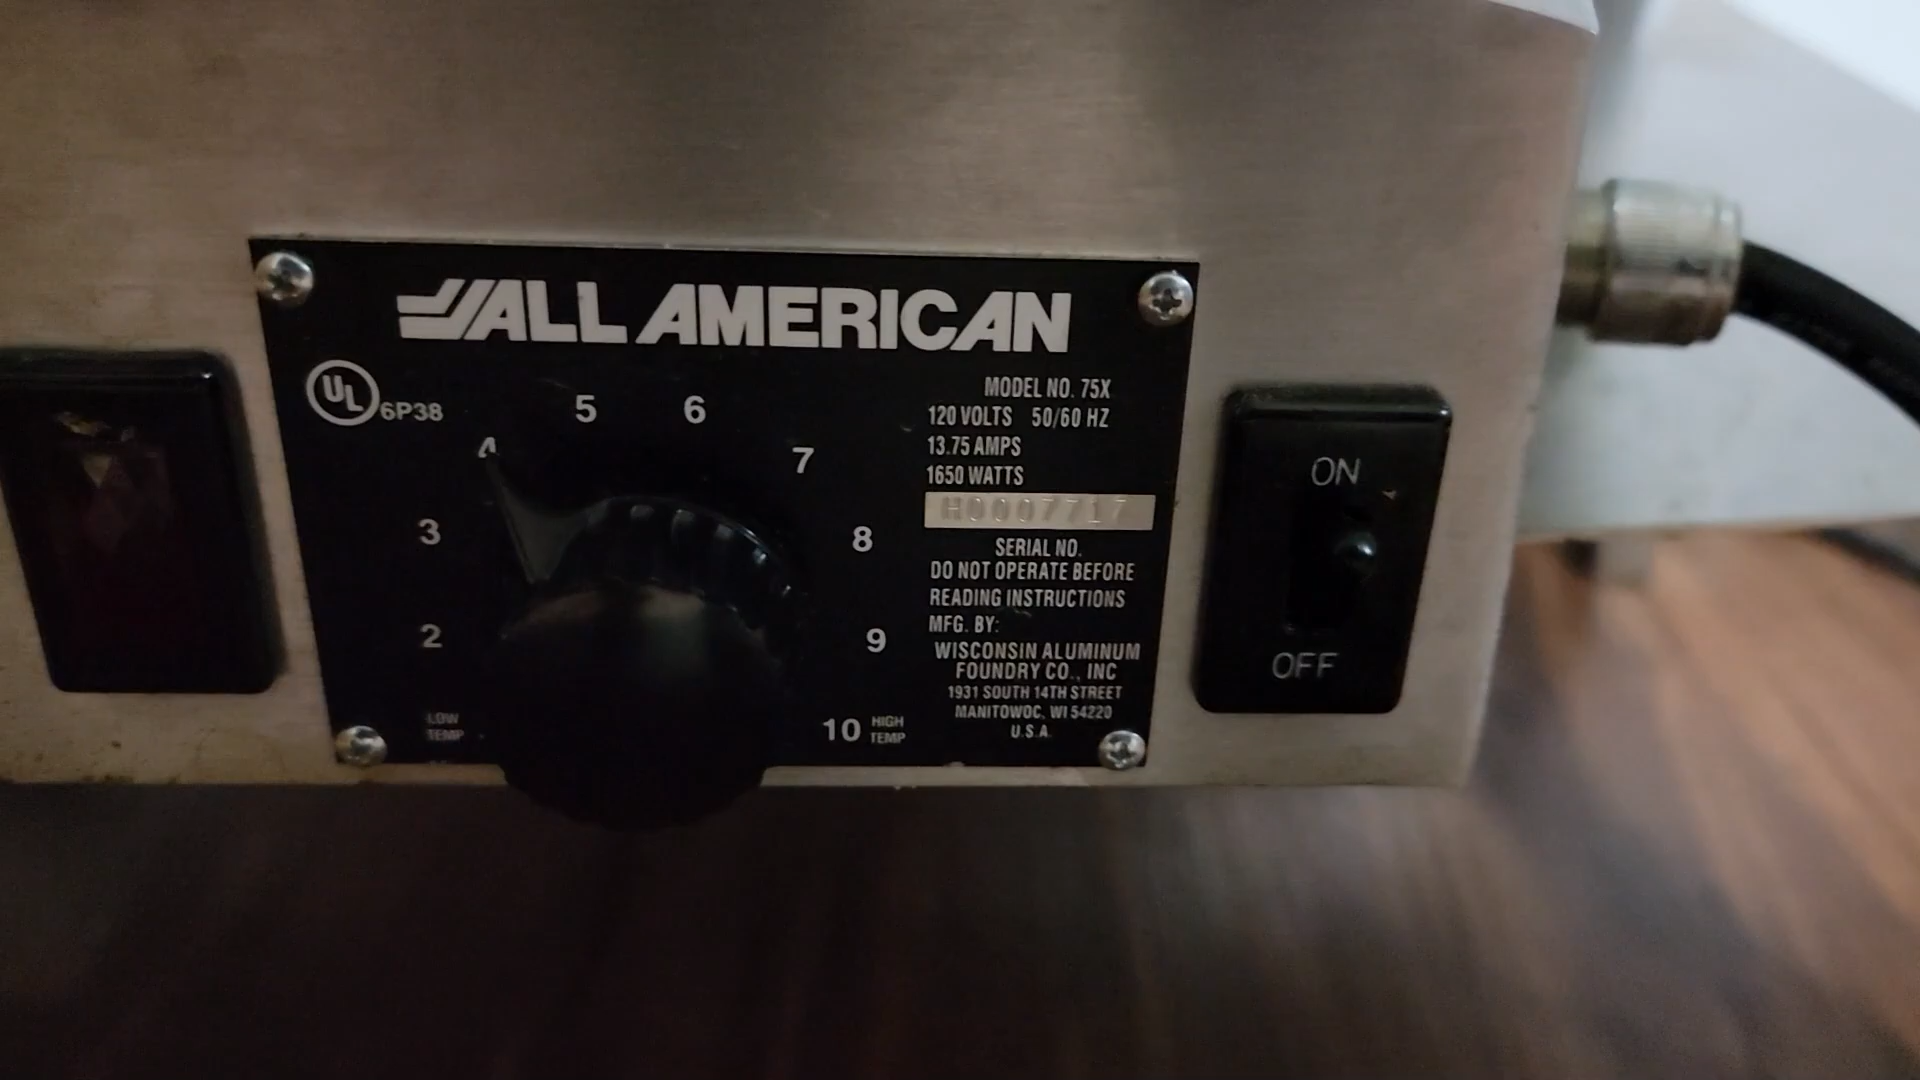 ALL AMERICAN
UL 6P38
2
3
4
5
6
7
8
9
10 HIGH
TEMP
LOW
TEMP
MODEL NO. 75X
120 VOLTS 50/60 HZ
13.75 AMPS
1650 WATTS
H0007717
SERIAL NO.
DO NOT OPERATE BEFORE
READING INSTRUCTIONS
MFG. BY:
WISCONSIN ALUMINUM
FOUNDRY CO., INC
1931 SOUTH 14TH STREET
MANITOWOC, WI 54220
U.S.A.
ON
OFF